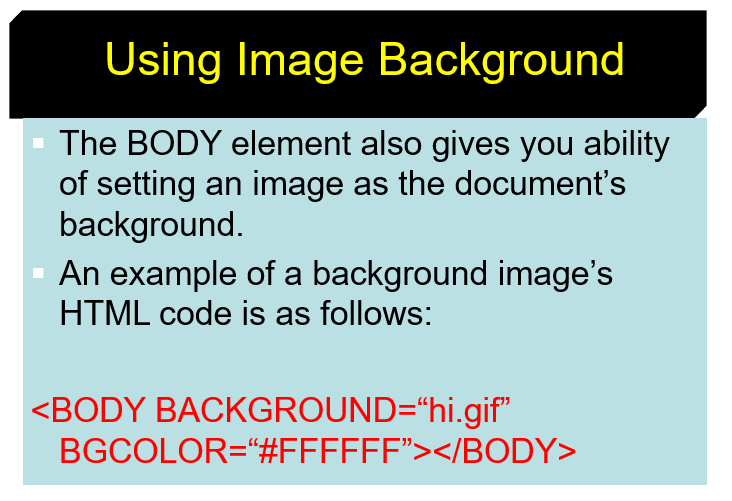 Using Image Background
The BODY element also gives you ability
of setting an image as the document’s
background.
An example of a background image’s
HTML code is as follows:
<BODY BACKGROUND=“hi.gif”
BGCOLOR=“#FFFFFF”></BODY>